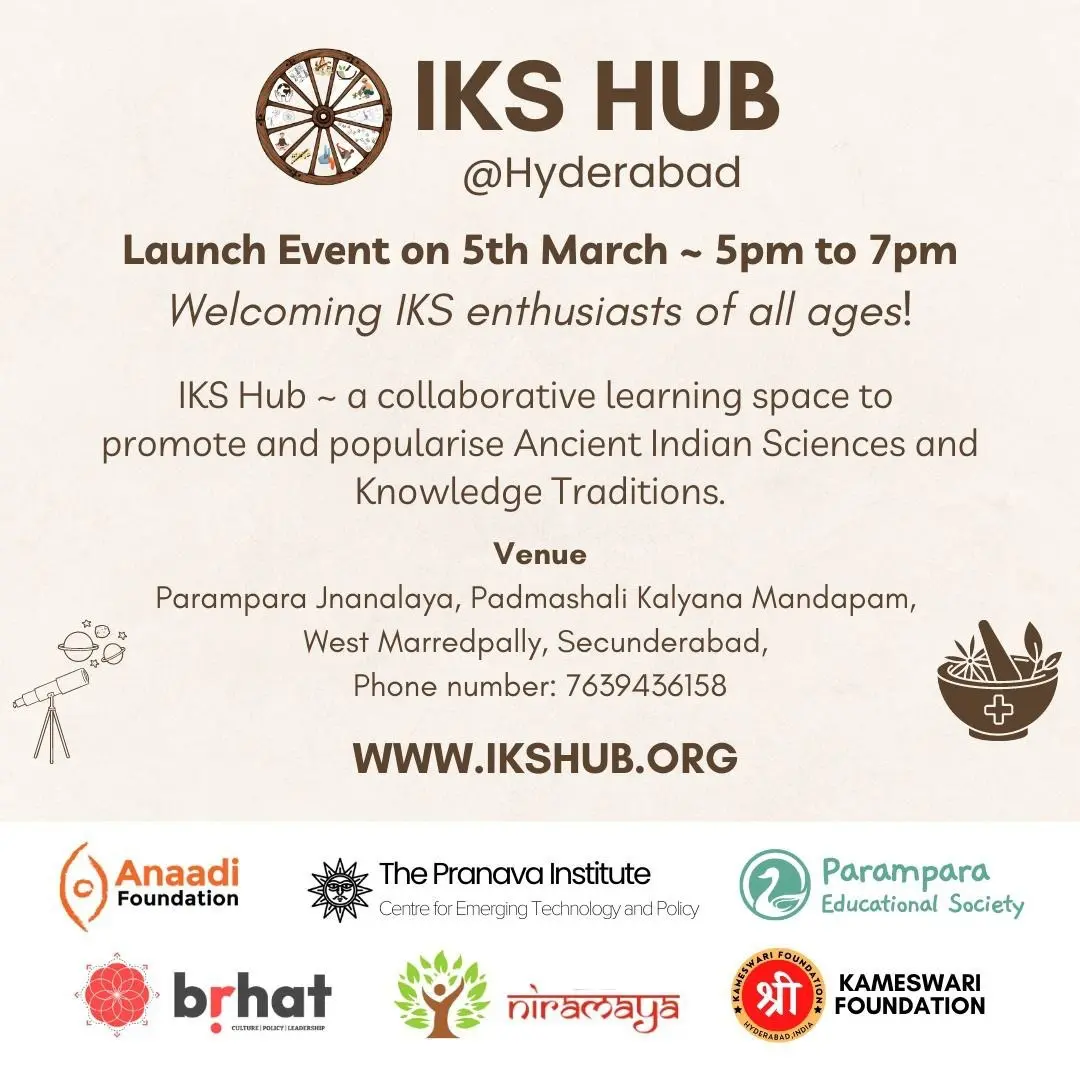 IKS HUB
@Hyderabad
Launch Event on 5th March ~ 5pm to 7pm
Welcoming IKS enthusiasts of all ages!
IKS Hub ~ a collaborative learning space to
promote and popularise Ancient Indian Sciences and
Knowledge Traditions.
Venue
Parampara Jnanalaya, Padmashali Kalyana Mandapam,
West Marredpally, Secunderabad,
Phone number: 7639436158
WWW.IKSHUB.ORG
Anaadi
Foundation
The Pranava Institute
Centre for Emerging Technology and Policy
Parampara
Educational Society
brhat
CULTURE | POLICY | LEADERSHIP
niramaya
KAMESWARI FOUNDATION
श्री
HYDERABAD, INDIA
KAMESWARI
FOUNDATION